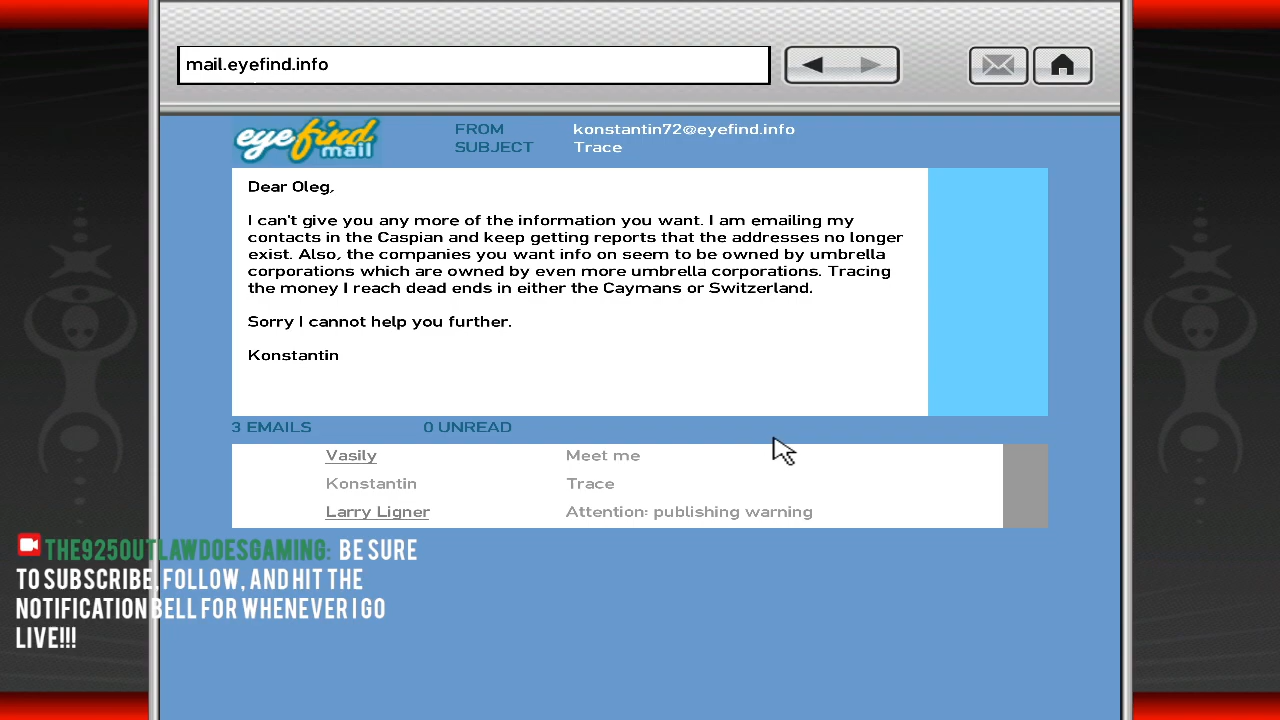 mail.eyefind.info
eyefind
mail
FROM konstantin72@eyefind.info
SUBJECT Trace
Dear Oleg,
I can't give you any more of the information you want. I am emailing my
contacts in the Caspian and keep getting reports that the addresses no longer
exist. Also, the companies you want info on seem to be owned by umbrella
corporations which are owned by even more umbrella corporations. Tracing
the money I reach dead ends in either the Caymans or Switzerland.
Sorry I cannot help you further.
Konstantin
3 EMAILS 0 UNREAD
Vasily Meet me
Konstantin Trace
Larry Ligner Attention: publishing warning
THE925OUTLAWDOESGAMING: BE SURE
TO SUBSCRIBE, FOLLOW, AND HIT THE
NOTIFICATION BELL FOR WHENEVER I GO
LIVE!!!